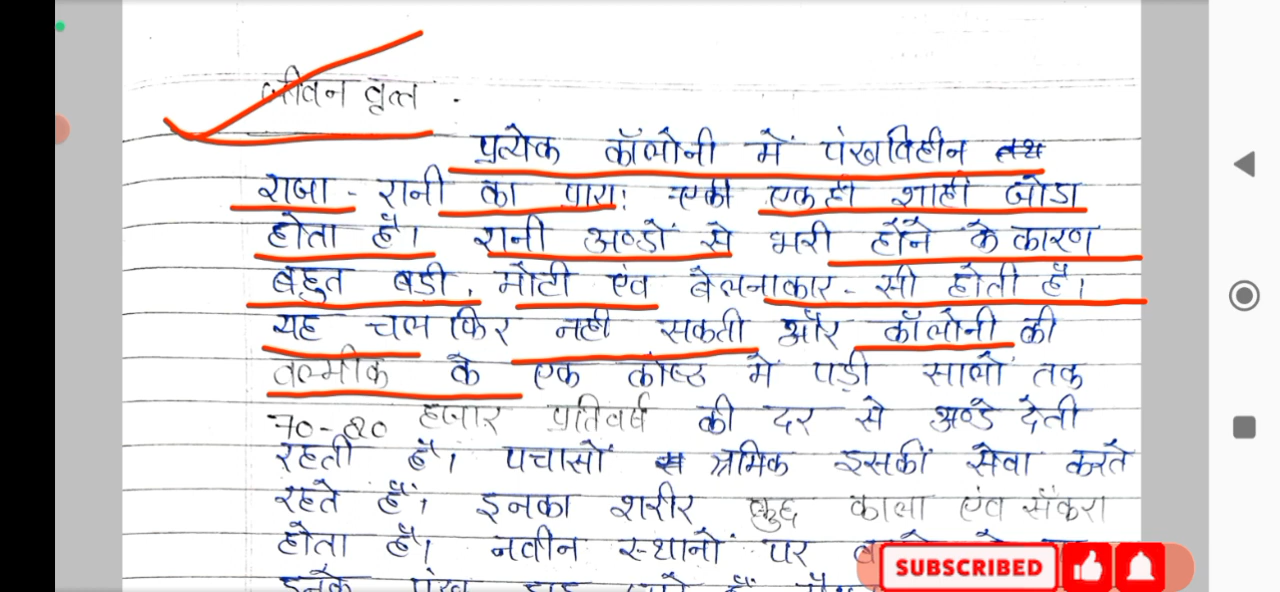 जीवन वृत्त .
प्रत्येक कॉलोनी में पंखविहीन
राजा - रानी का प्रायः एकी एकही शाही जोडा
होता है। रानी अण्डों से भरी होने के कारण
बहुत बडी, मोटी एंव बेलनाकार - सी होती है।
यह चल फिर नही सकती और कॉलोनी की
वल्मीक के एक कोष्ठ में पड़ी सालों तक
70-80 हजार प्रतिवर्ष की दर से अण्डे देती
रहती है। पचासों श्रमिक इसकी सेवा करते
रहते हैं। इनका शरीर कुछ काला एंव सँकरा
होता है। नवीन स्थानों पर
इनके पंख
SUBSCRIBED